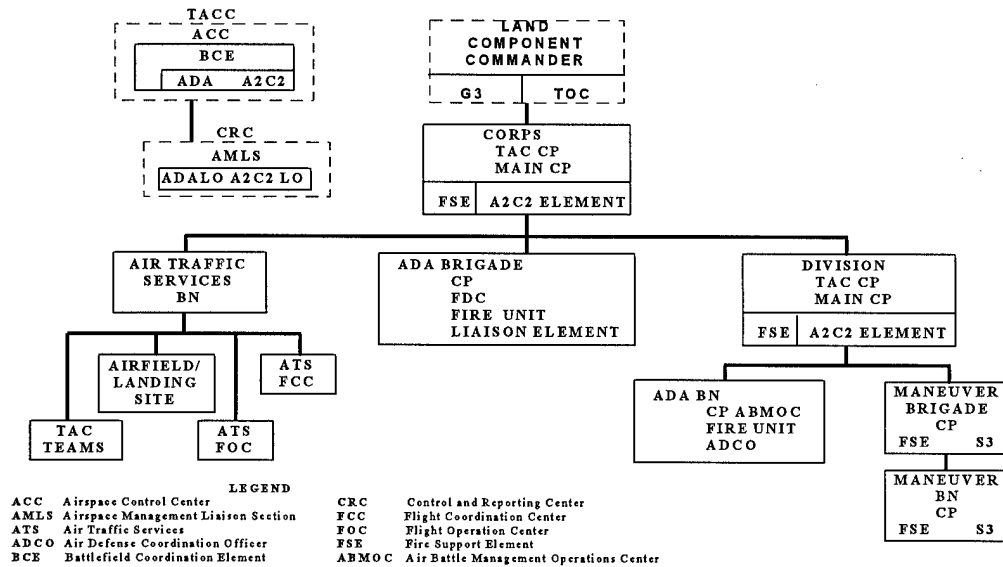 TACC
ACC
BCE
ADA A2C2
CRC
AMLS
ADALO A2C2 LO
LAND
COMPONENT
COMMANDER
G3 TOC
CORPS
TAC CP
MAIN CP
FSE A2C2 ELEMENT
AIR TRAFFIC
SERVICES
BN
ADA BRIGADE
CP
FDC
FIRE UNIT
LIAISON ELEMENT
DIVISION
TAC CP
MAIN CP
FSE A2C2 ELEMENT
AIRFIELD/
LANDING
SITE
ATS
FCC
TAC
TEAMS
ATS
FOC
ADA BN
CP ABMOC
FIRE UNIT
ADCO
MANEUVER
BRIGADE
CP
FSE S3
MANEUVER
BN
CP
FSE S3
LEGEND
ACC Airspace Control Center
AMLS Airspace Management Liaison Section
ATS Air Traffic Services
ADCO Air Defense Coordination Officer
BCE Battlefield Coordination Element
CRC Control and Reporting Center
FCC Flight Coordination Center
FOC Flight Operation Center
FSE Fire Support Element
ABMOC Air Battle Management Operations Center